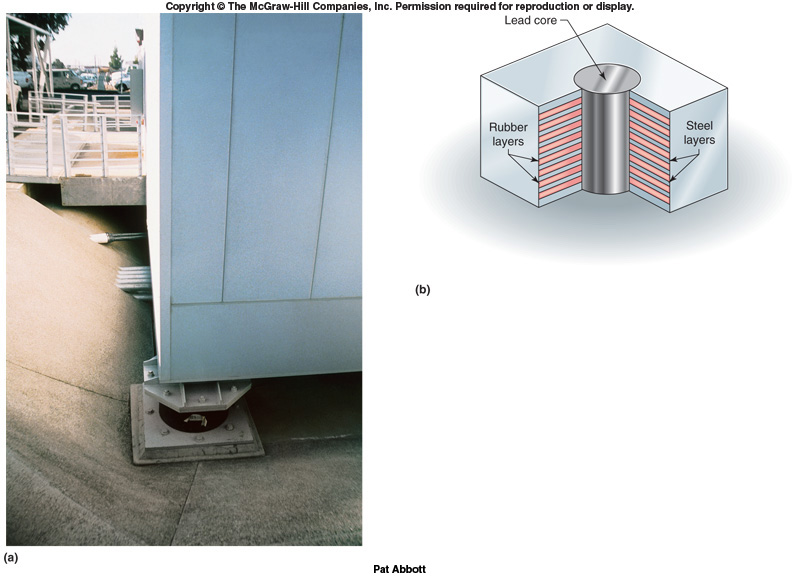 Copyright © The McGraw-Hill Companies, Inc. Permission required for reproduction or display.
Lead core
Rubber
layers
Steel
layers
(b)
(a)
Pat Abbott